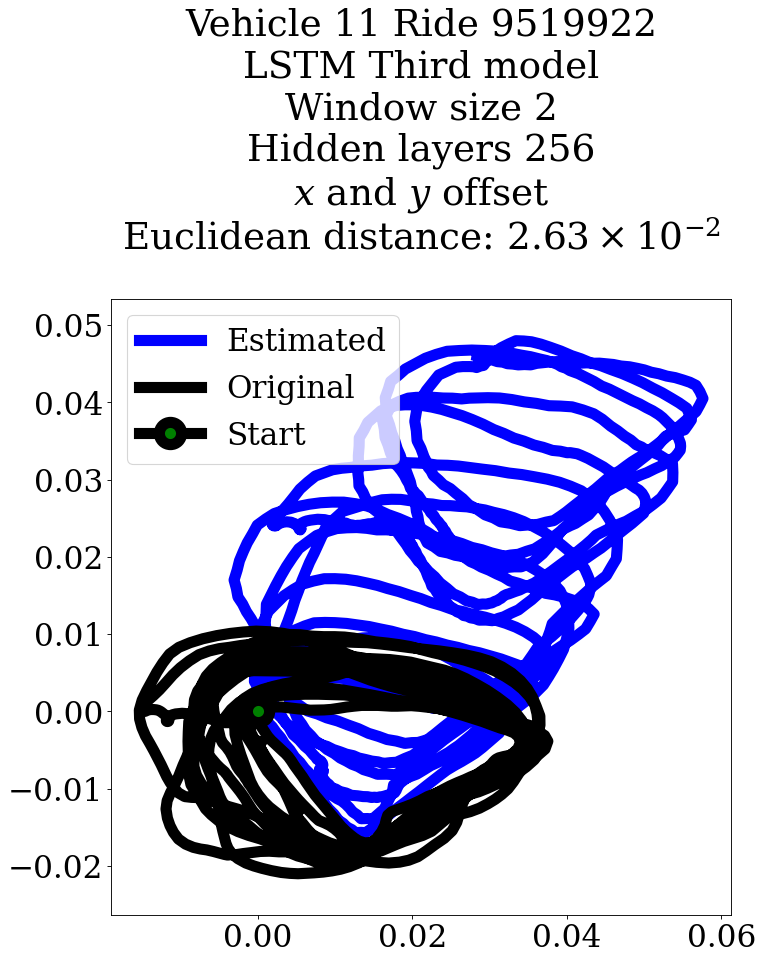 Vehicle 11 Ride 9519922
LSTM Third model
Window size 2
Hidden layers 256
x and y offset
Euclidean distance: 2.63 × 10⁻²
Estimated
Original
Start
0.05
0.04
0.03
0.02
0.01
0.00
−0.01
−0.02
0.00 0.02 0.04 0.06